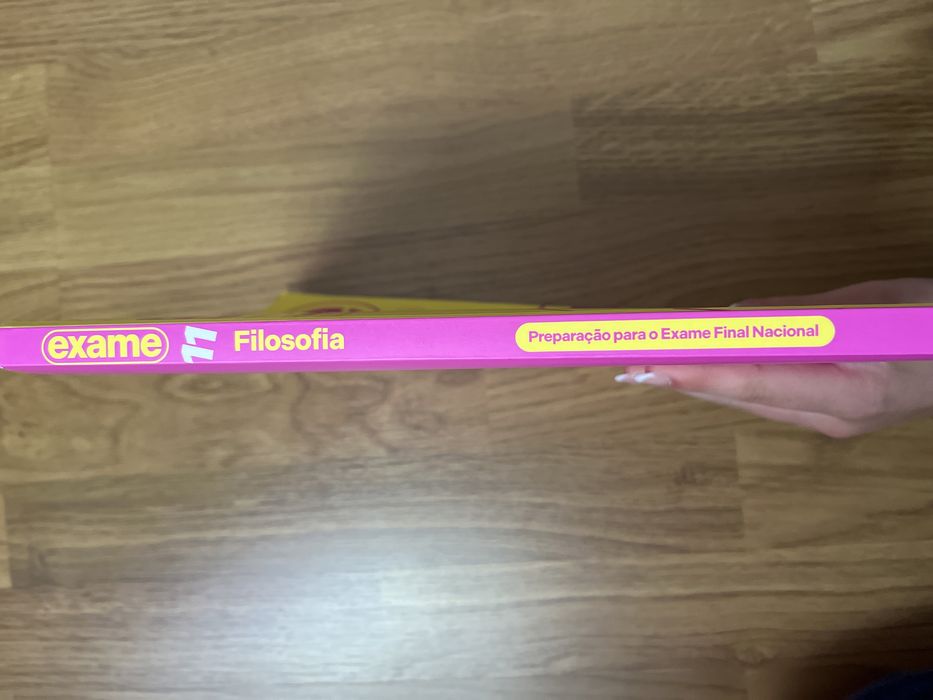 exame 11 Filosofia Preparação para o Exame Final Nacional